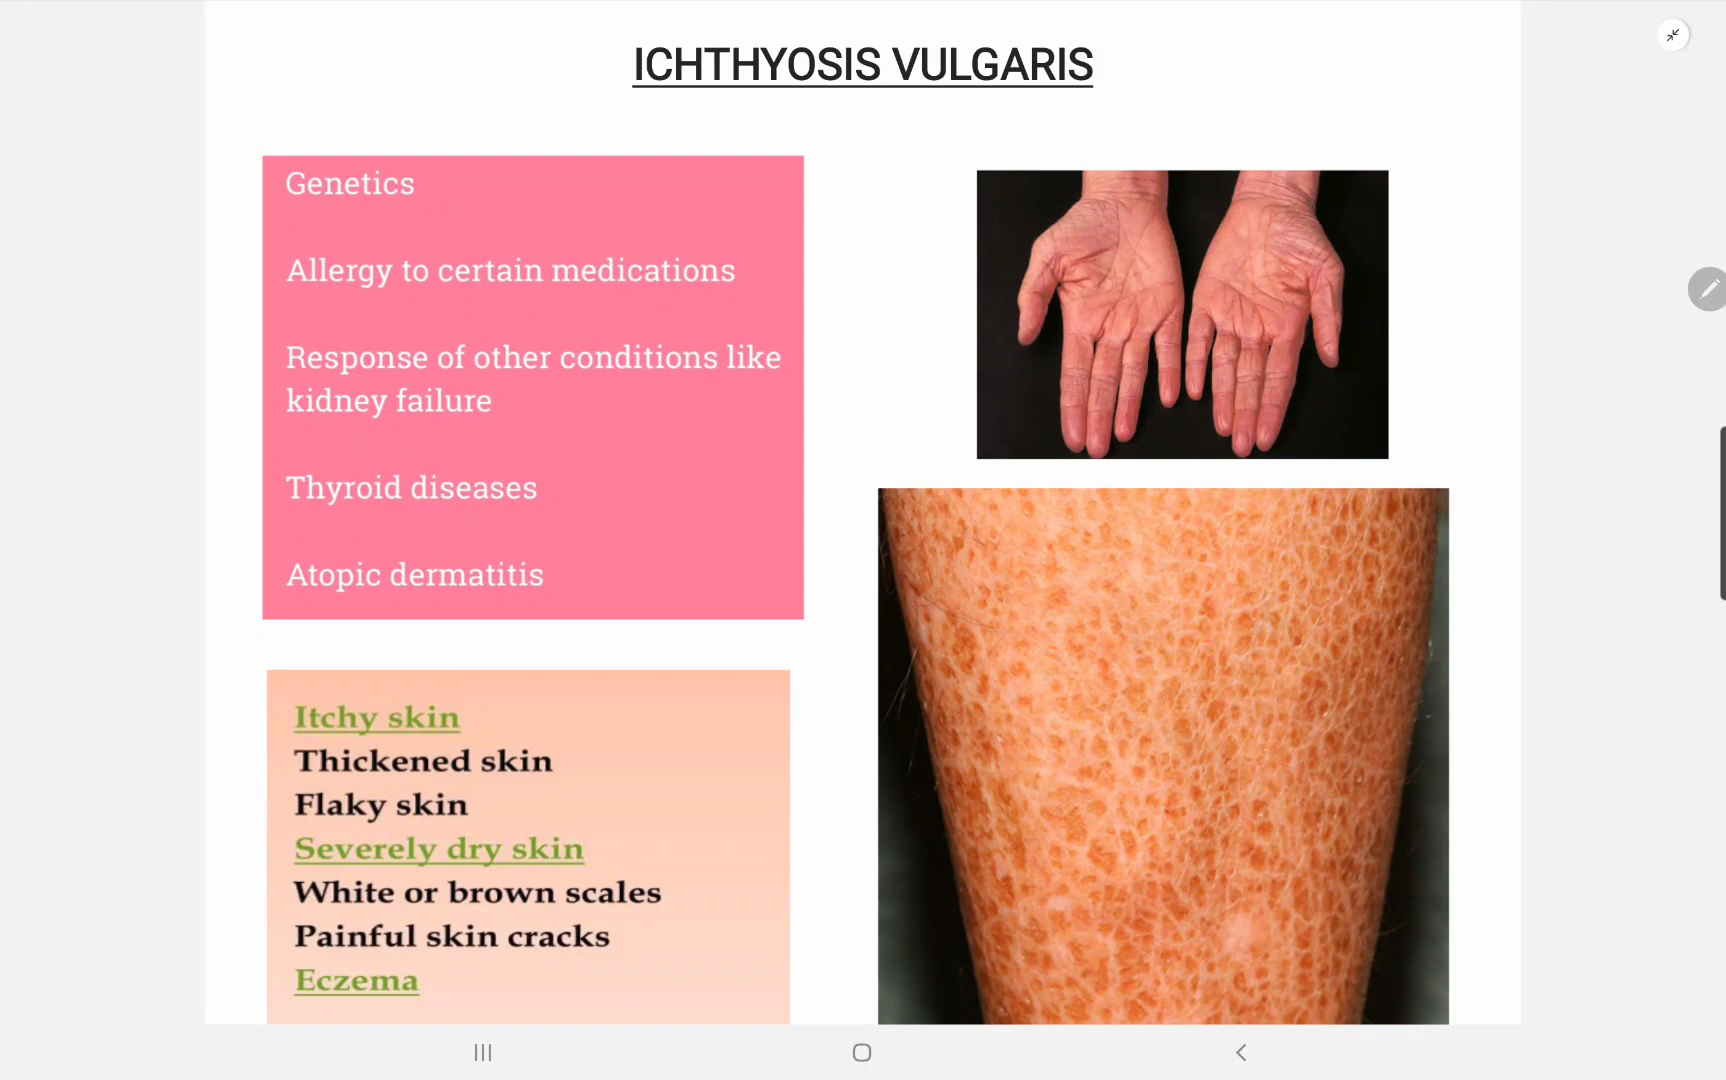 ICHTHYOSIS VULGARIS
Genetics
Allergy to certain medications
Response of other conditions like
kidney failure
Thyroid diseases
Atopic dermatitis
Itchy skin
Thickened skin
Flaky skin
Severely dry skin
White or brown scales
Painful skin cracks
Eczema